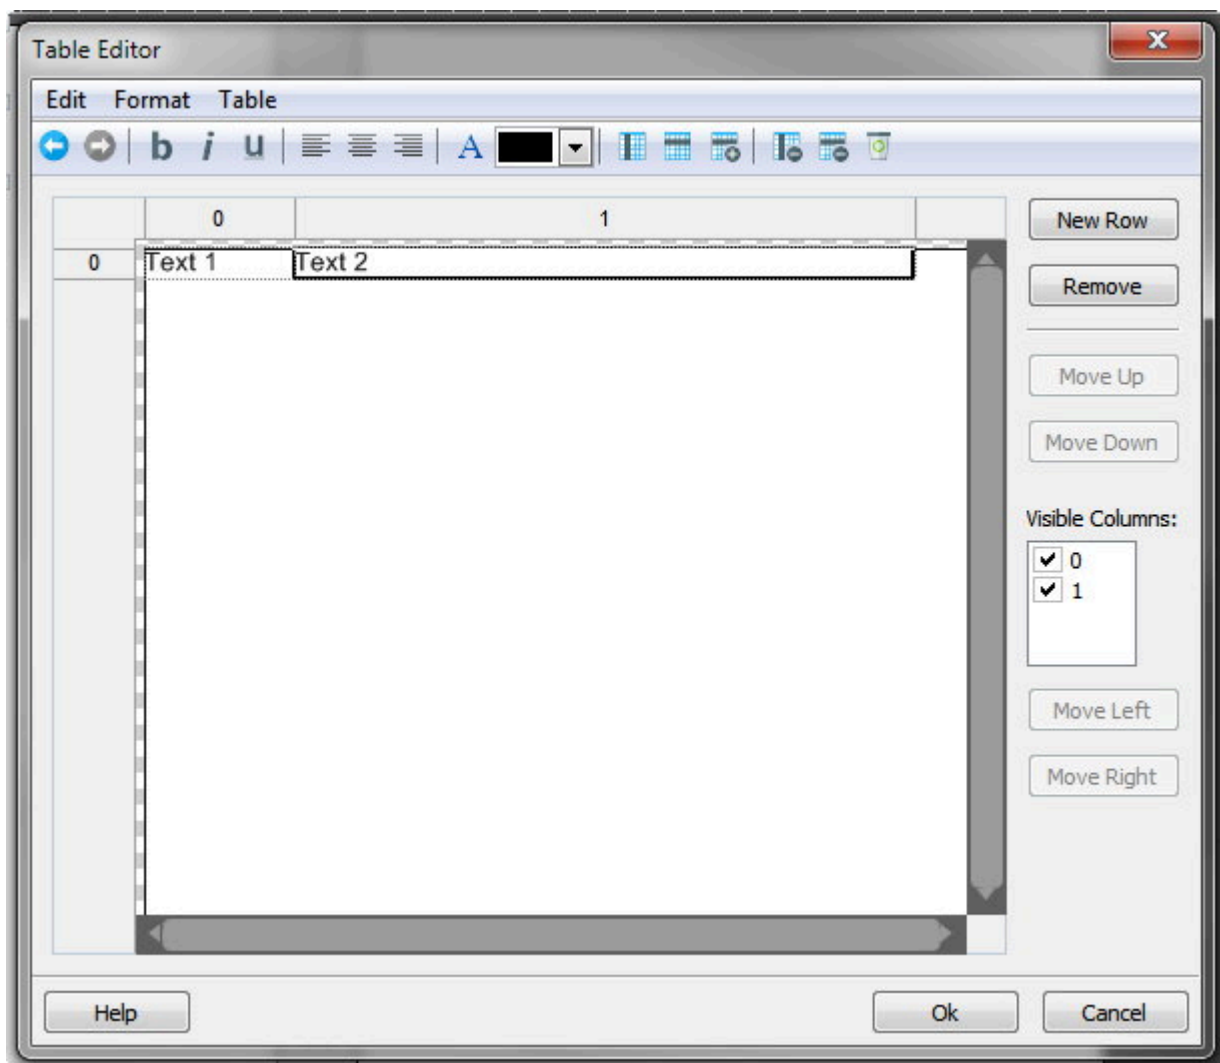 Table Editor
Edit Format Table
b i u A
0 1
New Row
0 Text 1 Text 2
Remove
Move Up
Move Down
Visible Columns:
0
1
Move Left
Move Right
Help Ok Cancel